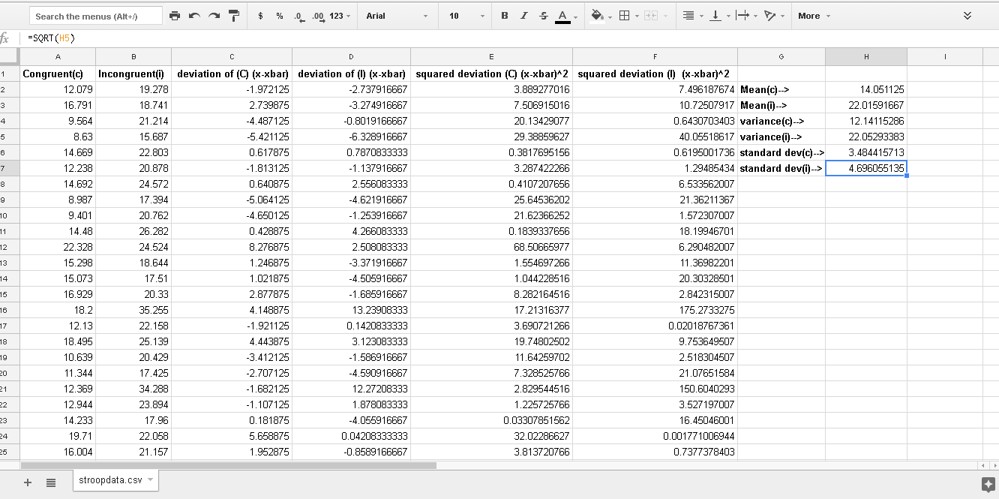 Search the menus (Alt+/) $ % .0 .00 123 Arial 10 B I S A More
fx =SQRT(H5)
A B C D E F G H I
1 Congruent(c) Incongruent(i) deviation of (C) (x-xbar) deviation of (I) (x-xbar) squared deviation (C) (x-xbar)^2 squared deviation (I) (x-xbar)^2
2 12.079 19.278 -1.972125 -2.737916667 3.889277016 7.496187674 Mean(c)--> 14.051125
3 16.791 18.741 2.739875 -3.274916667 7.506915016 10.72507917 Mean(i)--> 22.01591667
4 9.564 21.214 -4.487125 -0.8019166667 20.13429077 0.6430703403 variance(c)--> 12.14115286
5 8.63 15.687 -5.421125 -6.328916667 29.38859627 40.05518617 variance(i)--> 22.05293383
6 14.669 22.803 0.617875 0.7870833333 0.3817695156 0.6195001736 standard dev(c)--> 3.484415713
7 12.238 20.878 -1.813125 -1.137916667 3.287422266 1.29485434 standard dev(i)--> 4.696055135
8 14.692 24.572 0.640875 2.556083333 0.4107207656 6.533562007
9 8.987 17.394 -5.064125 -4.621916667 25.64536202 21.36211367
10 9.401 20.762 -4.650125 -1.253916667 21.62366252 1.572307007
11 14.48 26.282 0.428875 4.266083333 0.1839337656 18.19946701
12 22.328 24.524 8.276875 2.508083333 68.50665977 6.290482007
13 15.298 18.644 1.246875 -3.371916667 1.554697266 11.36982201
14 15.073 17.51 1.021875 -4.505916667 1.044228516 20.30328501
15 16.929 20.33 2.877875 -1.685916667 8.282164516 2.842315007
16 18.2 35.255 4.148875 13.23908333 17.21316377 175.2733275
17 12.13 22.158 -1.921125 0.1420833333 3.690721266 0.02018767361
18 18.495 25.139 4.443875 3.123083333 19.74802502 9.753649507
19 10.639 20.429 -3.412125 -1.586916667 11.64259702 2.518304507
20 11.344 17.425 -2.707125 -4.590916667 7.328525766 21.07651584
21 12.369 34.288 -1.682125 12.27208333 2.829544516 150.6040293
22 12.944 23.894 -1.107125 1.878083333 1.225725766 3.527197007
23 14.233 17.96 0.181875 -4.055916667 0.03307851562 16.45046001
24 19.71 22.058 5.658875 0.04208333333 32.02286627 0.001771006944
25 16.004 21.157 1.952875 -0.8589166667 3.813720766 0.7377378403
stroopdata.csv